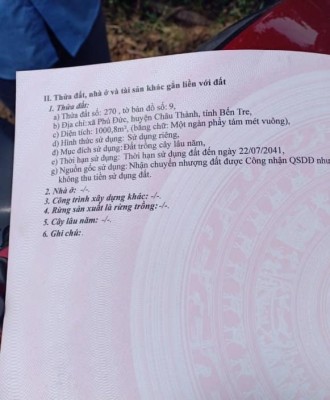 II. Thửa đất, nhà ở và tài sản khác gắn liền với đất
1. Thửa đất:
a) Thửa đất số: 270 , tờ bản đồ số: 9,
b) Địa chỉ: xã Phú Đức, huyện Châu Thành, tỉnh Bến Tre,
c) Diện tích: 1000,8m², (bằng chữ: Một ngàn phẩy tám mét vuông),
d) Hình thức sử dụng: Sử dụng riêng,
đ) Mục đích sử dụng: Đất trồng cây lâu năm,
e) Thời hạn sử dụng: Thời hạn sử dụng đất đến ngày 22/07/2041,
g) Nguồn gốc sử dụng: Nhận chuyển nhượng đất được Công nhận QSDĐ như
không thu tiền sử dụng đất.
2. Nhà ở: -/-.
3. Công trình xây dựng khác: -/-.
4. Rừng sản xuất là rừng trồng: -/-.
5. Cây lâu năm: -/-.
6. Ghi chú: